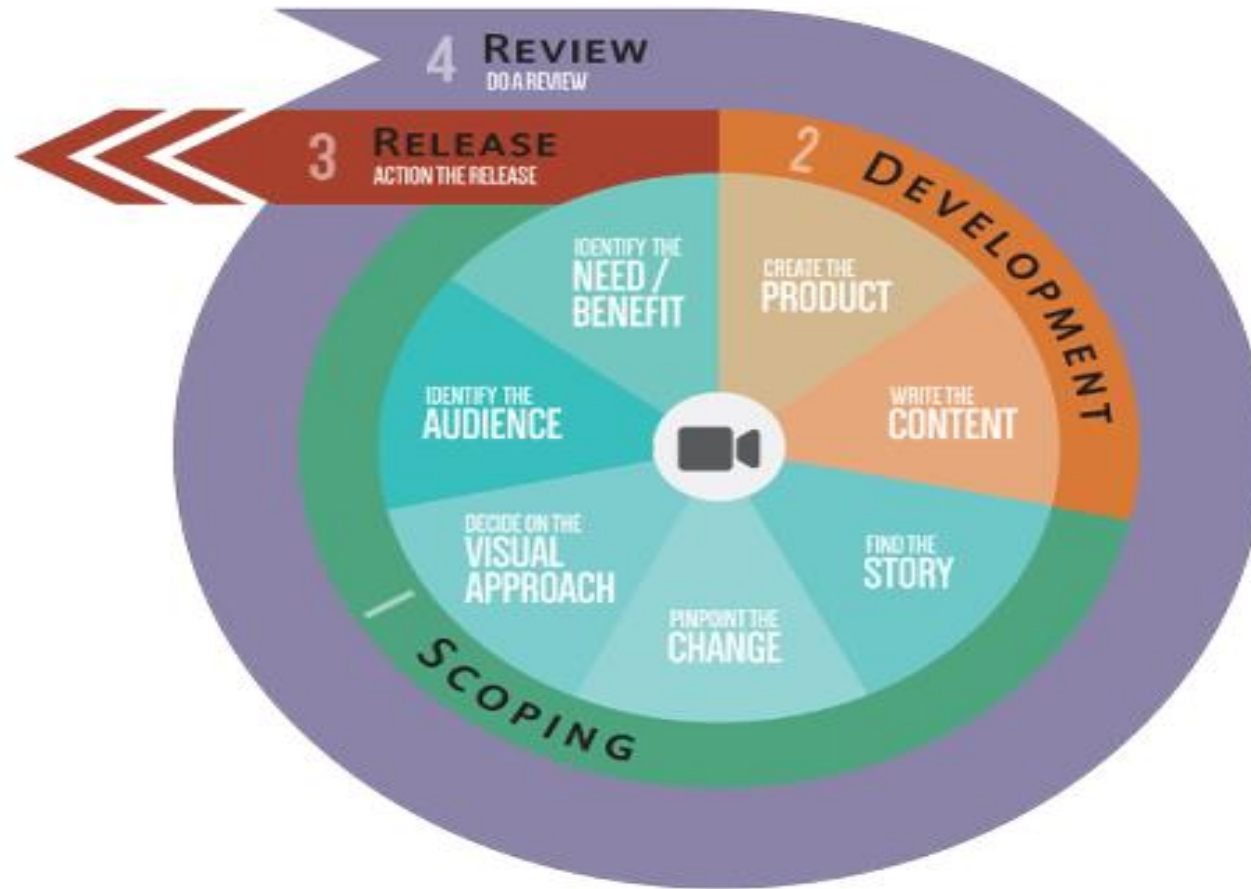 4 REVIEW
DO A REVIEW
3 RELEASE
ACTION THE RELEASE
2 DEVELOPMENT
IDENTIFY THE
NEED /
BENEFIT
CREATE THE
PRODUCT
IDENTIFY THE
AUDIENCE
WRITE THE
CONTENT
DECIDE ON THE
VISUAL
APPROACH
FIND THE
STORY
PINPOINT THE
CHANGE
1 SCOPING